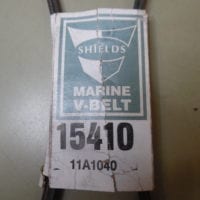 SHIELDS
MARINE
V-BELT
15410
11A1040